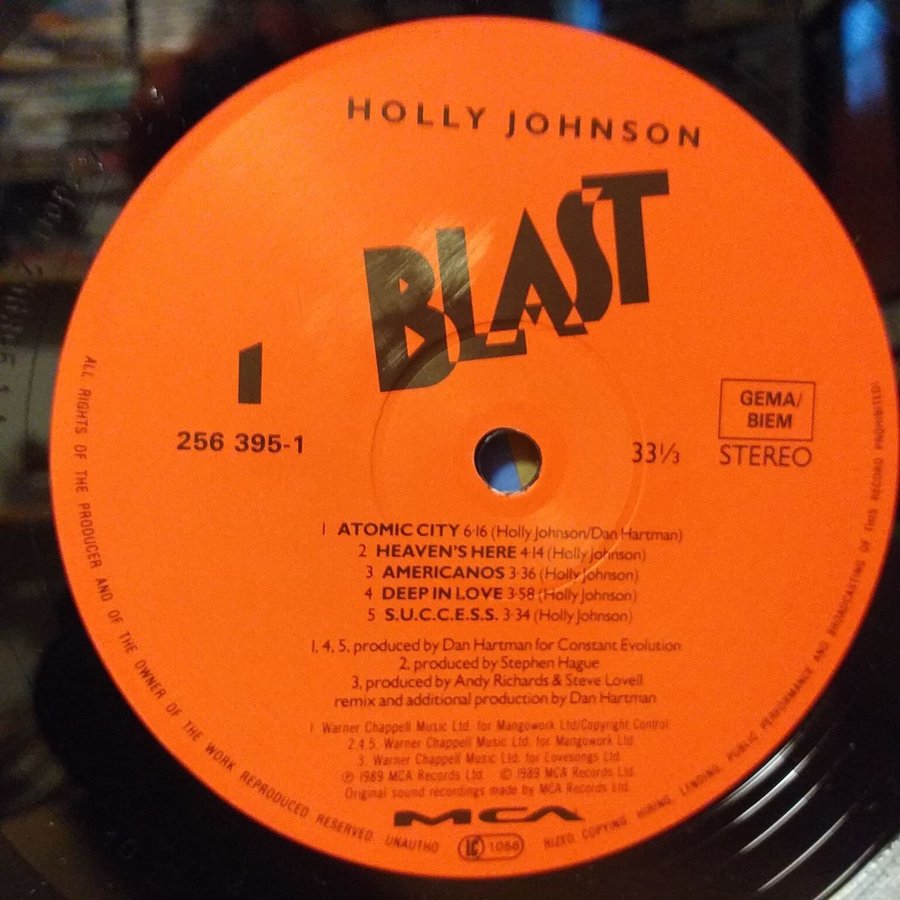 HOLLY JOHNSON
BLAST
1
256 395-1
33⅓
GEMA/
BIEM
STEREO
1 ATOMIC CITY 6·16 (Holly Johnson/Dan Hartman)
2 HEAVEN'S HERE 4·14 (Holly Johnson)
3 AMERICANOS 3·36 (Holly Johnson)
4 DEEP IN LOVE 3·58 (Holly Johnson)
5 S.U.C.C.E.S.S. 3·34 (Holly Johnson)
1, 4, 5, produced by Dan Hartman for Constant Evolution
2, produced by Stephen Hague
3, produced by Andy Richards & Steve Lovell
remix and additional production by Dan Hartman
1. Warner Chappell Music Ltd. for Mangowork Ltd/Copyright Control
2.4.5. Warner Chappell Music Ltd. for Mangowork Ltd.
3. Warner Chappell Music Ltd. for Lovesongs Ltd.
℗ 1989 MCA Records Ltd. © 1989 MCA Records Ltd.
Original sound recordings made by MCA Records Ltd.
MCA
LC 1056
ALL RIGHTS OF THE PRODUCER AND OF THE OWNER OF THE WORK REPRODUCED RESERVED. UNAUTHO RIZED COPYING, HIRING, LENDING, PUBLIC PERFORMANCE AND BROADCASTING OF THIS RECORD PROHIBITED!